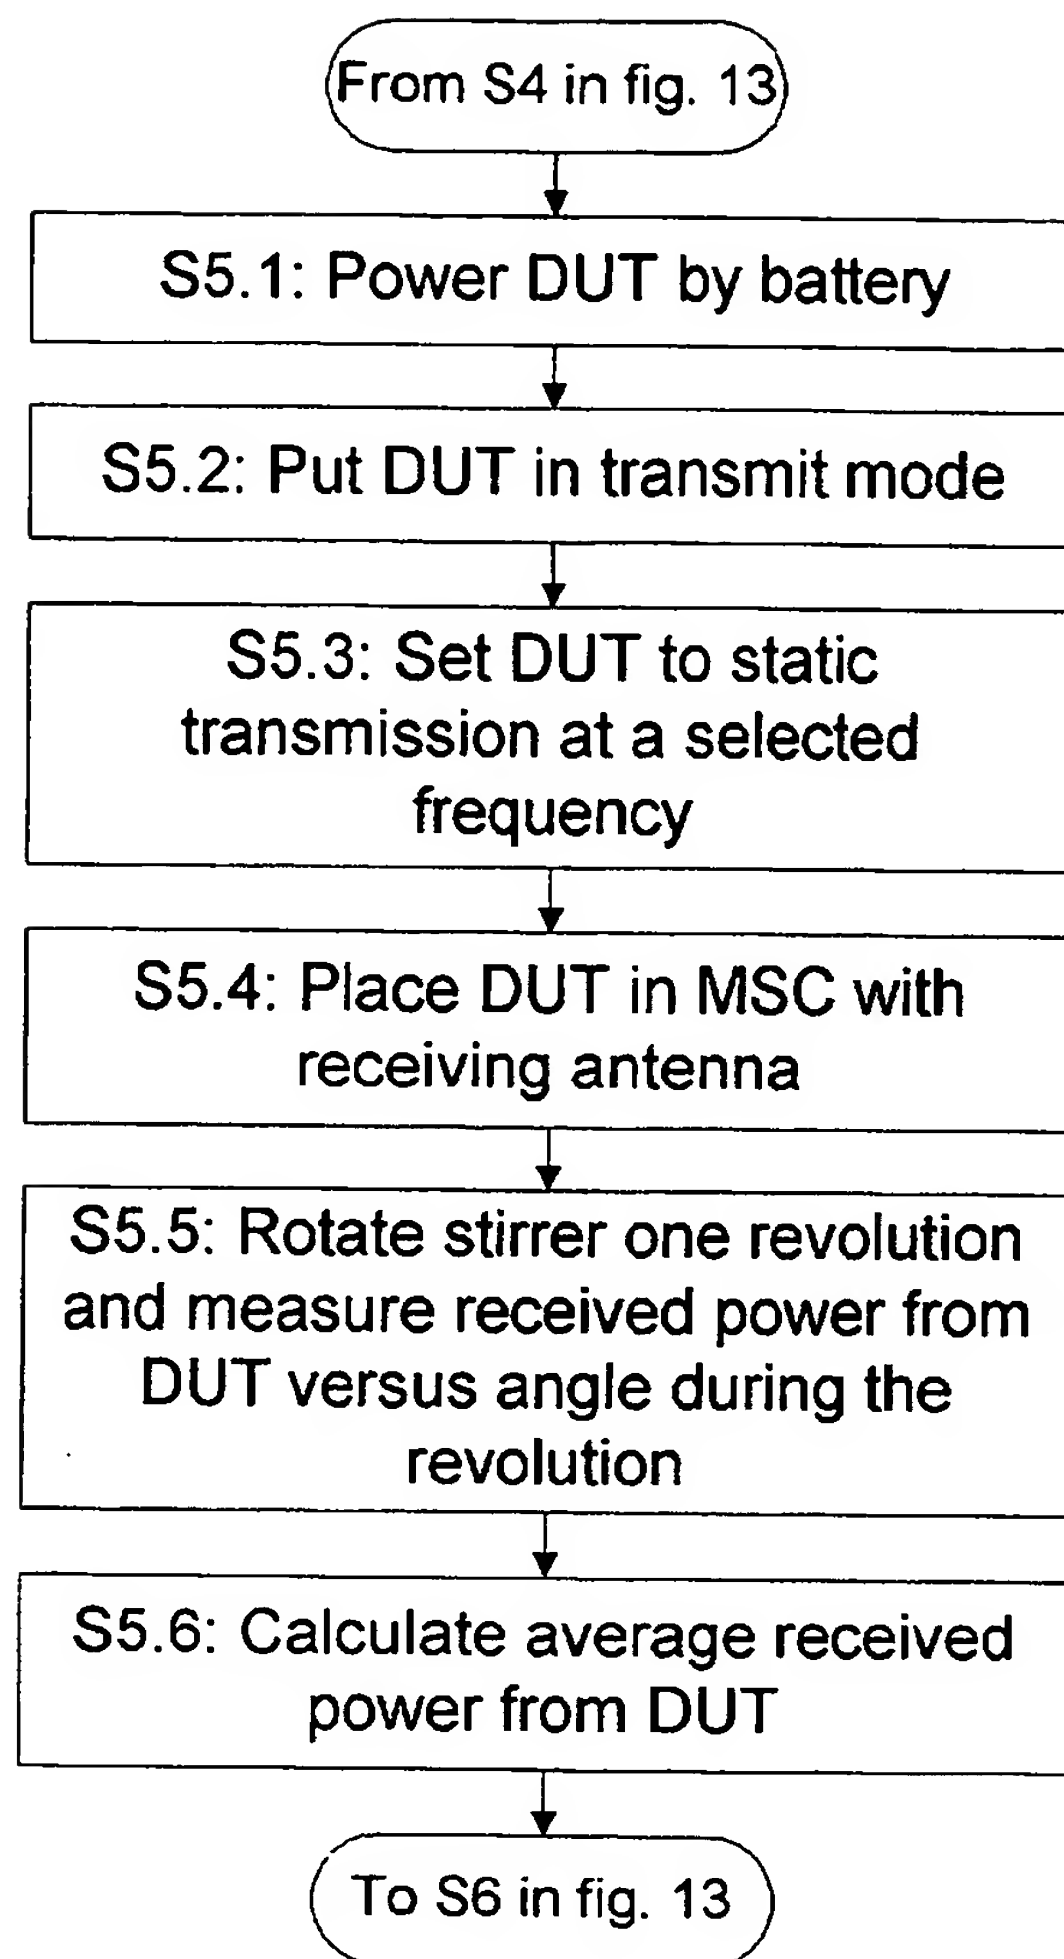 From S4 in fig. 13
S5.1: Power DUT by battery
S5.2: Put DUT in transmit mode
S5.3: Set DUT to static
transmission at a selected
frequency
S5.4: Place DUT in MSC with
receiving antenna
S5.5: Rotate stirrer one revolution
and measure received power from
DUT versus angle during the
revolution
S5.6: Calculate average received
power from DUT
To S6 in fig. 13